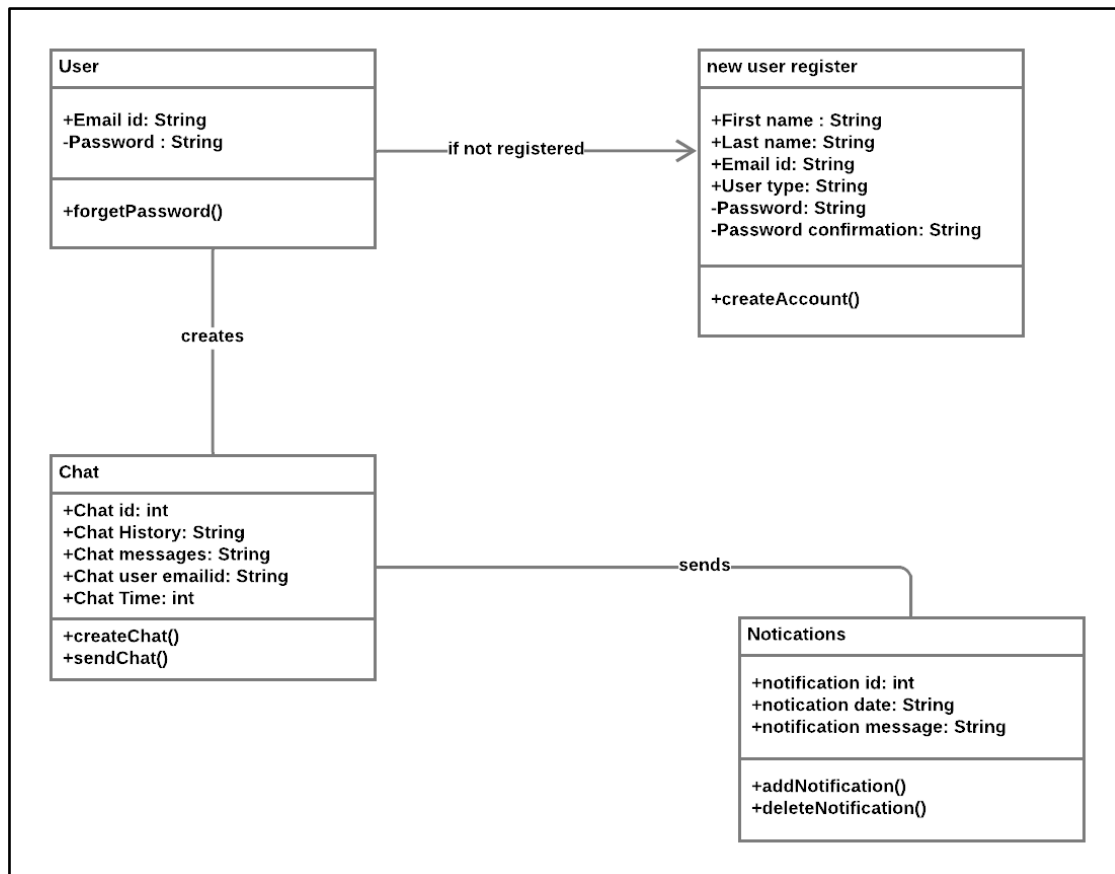 User
+Email id: String
-Password : String
+forgetPassword()
if not registered
new user register
+First name : String
+Last name: String
+Email id: String
+User type: String
-Password: String
-Password confirmation: String
+createAccount()
creates
Chat
+Chat id: int
+Chat History: String
+Chat messages: String
+Chat user emailid: String
+Chat Time: int
+createChat()
+sendChat()
sends
Notications
+notification id: int
+notication date: String
+notification message: String
+addNotification()
+deleteNotification()